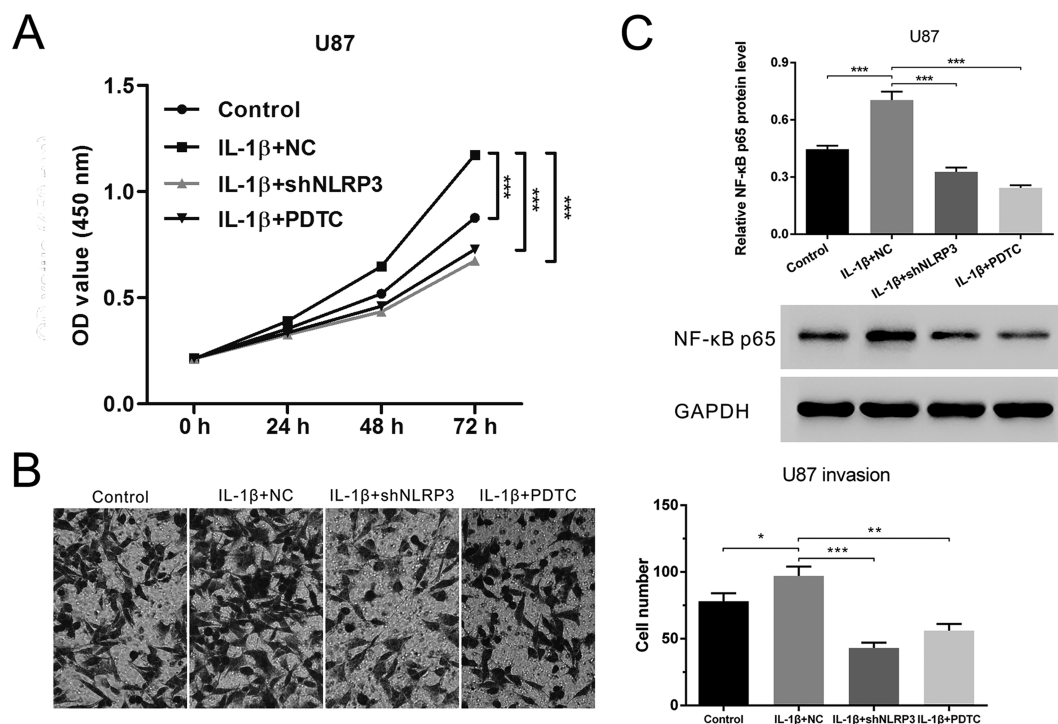 A
U87
1.5
1.0
0.5
0.0
OD value (450 nm)
Control
IL-1β+NC
IL-1β+shNLRP3
IL-1β+PDTC
***
***
***
0 h
24 h
48 h
72 h
C
U87
Relative NF-κB p65 protein level
0.9
0.6
0.3
0.0
***
***
***
Control
IL-1β+NC
IL-1β+shNLRP3
IL-1β+PDTC
NF-κB p65
GAPDH
B
Control
IL-1β+NC
IL-1β+shNLRP3
IL-1β+PDTC
U87 invasion
Cell number
150
100
50
0
*
**
***
Control
IL-1β+NC
IL-1β+shNLRP3
IL-1β+PDTC